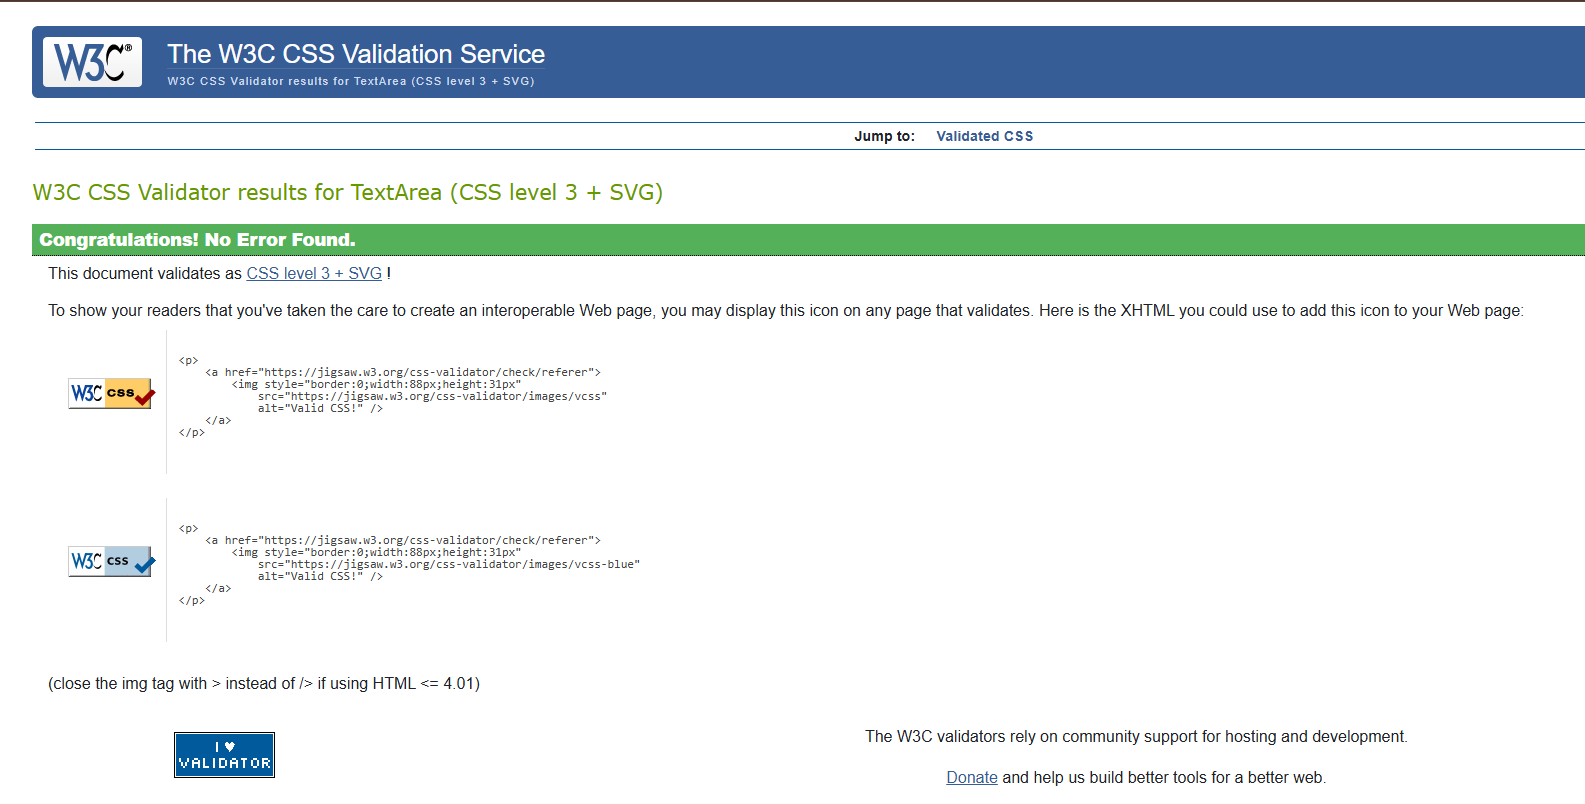 W3C®
The W3C CSS Validation Service
W3C CSS Validator results for TextArea (CSS level 3 + SVG)
Jump to: Validated CSS
W3C CSS Validator results for TextArea (CSS level 3 + SVG)
Congratulations! No Error Found.
This document validates as CSS level 3 + SVG !
To show your readers that you've taken the care to create an interoperable Web page, you may display this icon on any page that validates. Here is the XHTML you could use to add this icon to your Web page:
W3C css
<p>
<a href="https://jigsaw.w3.org/css-validator/check/referer">
<img style="border:0;width:88px;height:31px"
src="https://jigsaw.w3.org/css-validator/images/vcss"
alt="Valid CSS!" />
</a>
</p>
W3C css
<p>
<a href="https://jigsaw.w3.org/css-validator/check/referer">
<img style="border:0;width:88px;height:31px"
src="https://jigsaw.w3.org/css-validator/images/vcss-blue"
alt="Valid CSS!" />
</a>
</p>
(close the img tag with > instead of /> if using HTML <= 4.01)
I ♥
VALIDATOR
The W3C validators rely on community support for hosting and development.
Donate and help us build better tools for a better web.